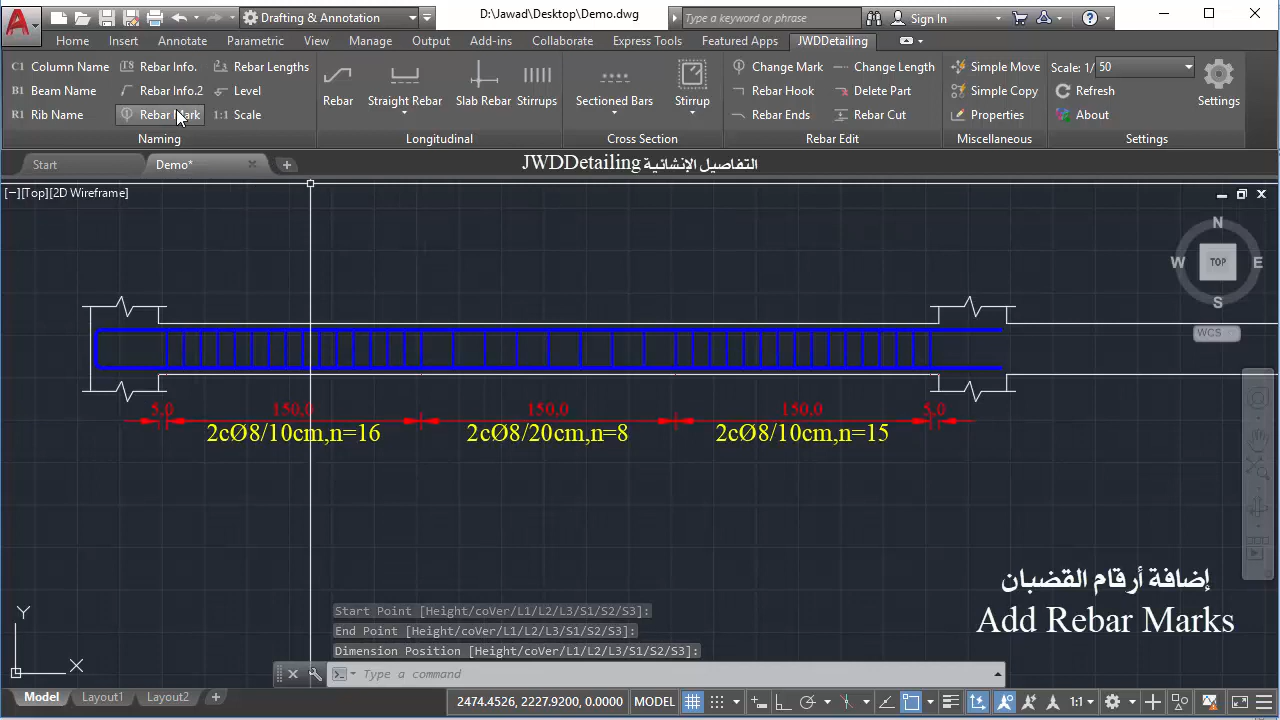 Drafting & Annotation
D:\Jawad\Desktop\Demo.dwg
Type a keyword or phrase
Sign In
Home
Insert
Annotate
Parametric
View
Manage
Output
Add-ins
Collaborate
Express Tools
Featured Apps
JWDDetailing
C1 Column Name
B1 Beam Name
R1 Rib Name
T8 Rebar Info.
Rebar Info.2
Rebar Mark
Rebar Lengths
Level
1:1 Scale
Naming
Rebar
Straight Rebar
Slab Rebar
Stirrups
Longitudinal
Sectioned Bars
Stirrup
Cross Section
Change Mark
Rebar Hook
Rebar Ends
Change Length
Delete Part
Rebar Cut
Rebar Edit
Simple Move
Simple Copy
Properties
Miscellaneous
Scale: 1/ 50
Refresh
About
Settings
Settings
Start
Demo*
JWDDetailing التفاصيل الإنشائية
[−][Top][2D Wireframe]
N
W
TOP
E
S
WCS
5,0
150,0
150,0
150,0
5,0
2cØ8/10cm,n=16
2cØ8/20cm,n=8
2cØ8/10cm,n=15
إضافة أرقام القضبان
Add Rebar Marks
Start Point [Height/coVer/L1/L2/L3/S1/S2/S3]:
End Point [Height/coVer/L1/L2/L3/S1/S2/S3]:
Dimension Position [Height/coVer/L1/L2/L3/S1/S2/S3]:
Type a command
Y
X
Model
Layout1
Layout2
2474.4526, 2227.9200, 0.0000
MODEL
1:1